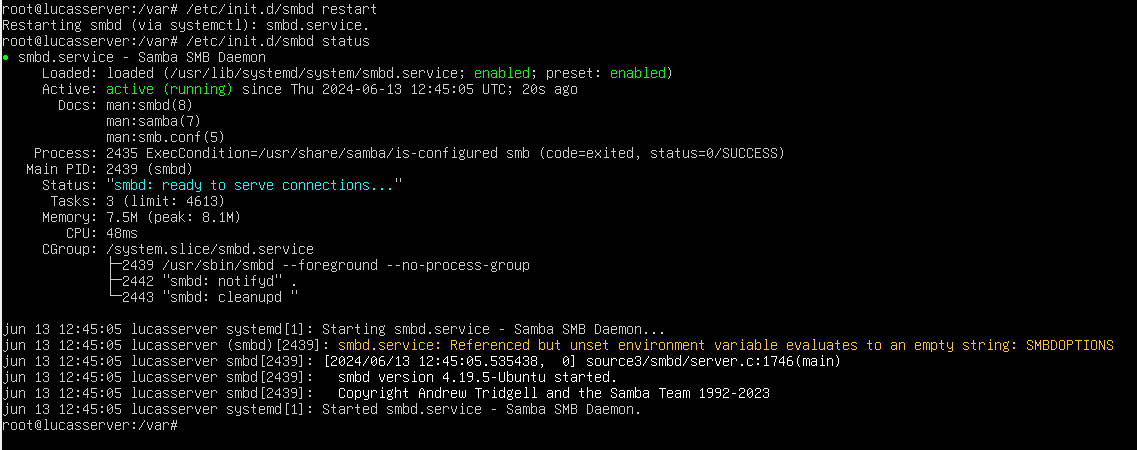 root@lucasserver:/var# /etc/init.d/smbd restart
Restarting smbd (via systemctl): smbd.service.
root@lucasserver:/var# /etc/init.d/smbd status
● smbd.service - Samba SMB Daemon
     Loaded: loaded (/usr/lib/systemd/system/smbd.service; enabled; preset: enabled)
     Active: active (running) since Thu 2024-06-13 12:45:05 UTC; 20s ago
       Docs: man:smbd(8)
             man:samba(7)
             man:smb.conf(5)
    Process: 2435 ExecCondition=/usr/share/samba/is-configured smb (code=exited, status=0/SUCCESS)
   Main PID: 2439 (smbd)
     Status: "smbd: ready to serve connections..."
      Tasks: 3 (limit: 4613)
     Memory: 7.5M (peak: 8.1M)
        CPU: 48ms
     CGroup: /system.slice/smbd.service
             ├─2439 /usr/sbin/smbd --foreground --no-process-group
             ├─2442 "smbd: notifyd" .
             └─2443 "smbd: cleanupd "
jun 13 12:45:05 lucasserver systemd[1]: Starting smbd.service - Samba SMB Daemon...
jun 13 12:45:05 lucasserver (smbd)[2439]: smbd.service: Referenced but unset environment variable evaluates to an empty string: SMBDOPTIONS
jun 13 12:45:05 lucasserver smbd[2439]: [2024/06/13 12:45:05.535438,  0] source3/smbd/server.c:1746(main)
jun 13 12:45:05 lucasserver smbd[2439]:   smbd version 4.19.5-Ubuntu started.
jun 13 12:45:05 lucasserver smbd[2439]:   Copyright Andrew Tridgell and the Samba Team 1992-2023
jun 13 12:45:05 lucasserver systemd[1]: Started smbd.service - Samba SMB Daemon.
root@lucasserver:/var#